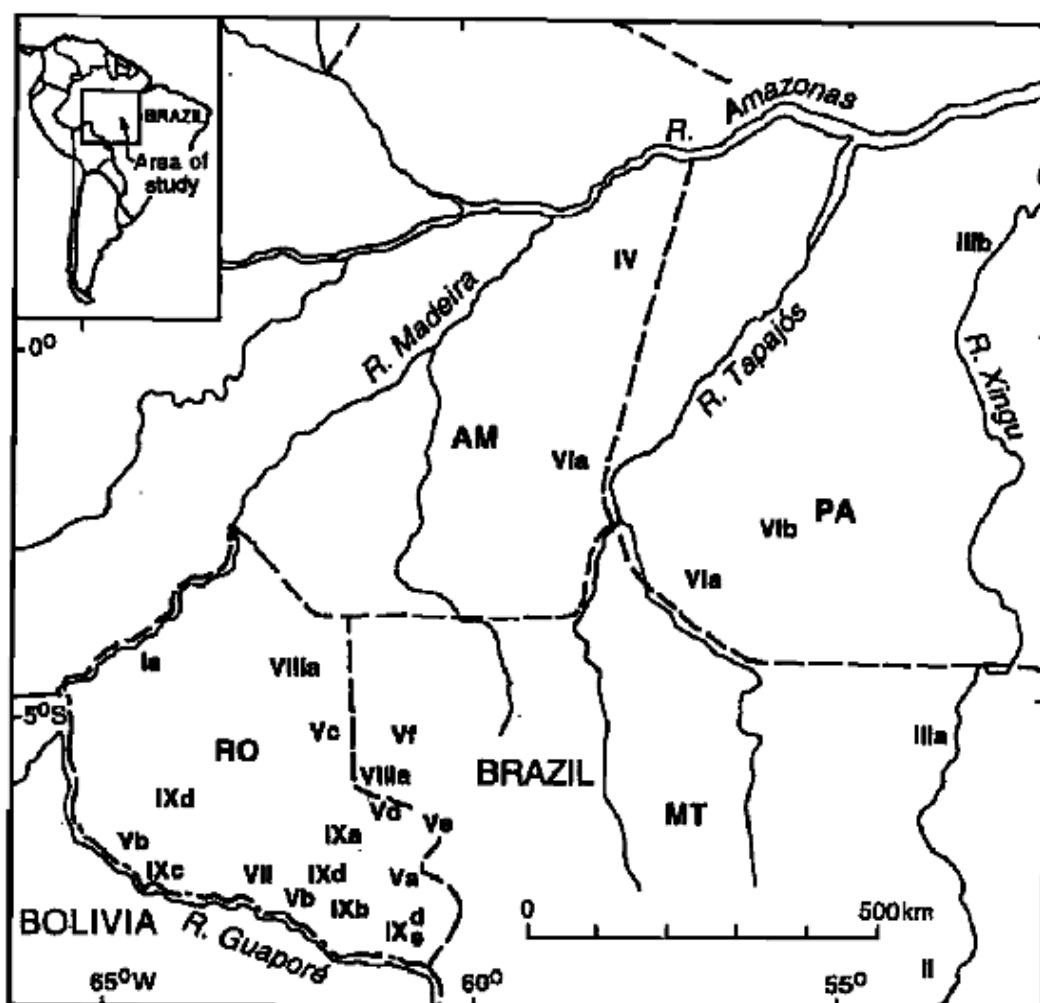 BRAZIL
Area of
study
R. Amazonas
IV
IIIb
R. Madeira
R. Tapajós
R. Xingu
0°
AM
VIa
PA
VIb
VIa
Ia
VIIIa
5°S
Vc
Vf
IIIa
RO
VIIIa
BRAZIL
IXd
Vd
Ve
MT
Vb
IXa
IXc
VII
IXd
Va
Vb
IXb
BOLIVIA
R. Guaporé
IX d
e
0 500km
II
65°W 60° 55°